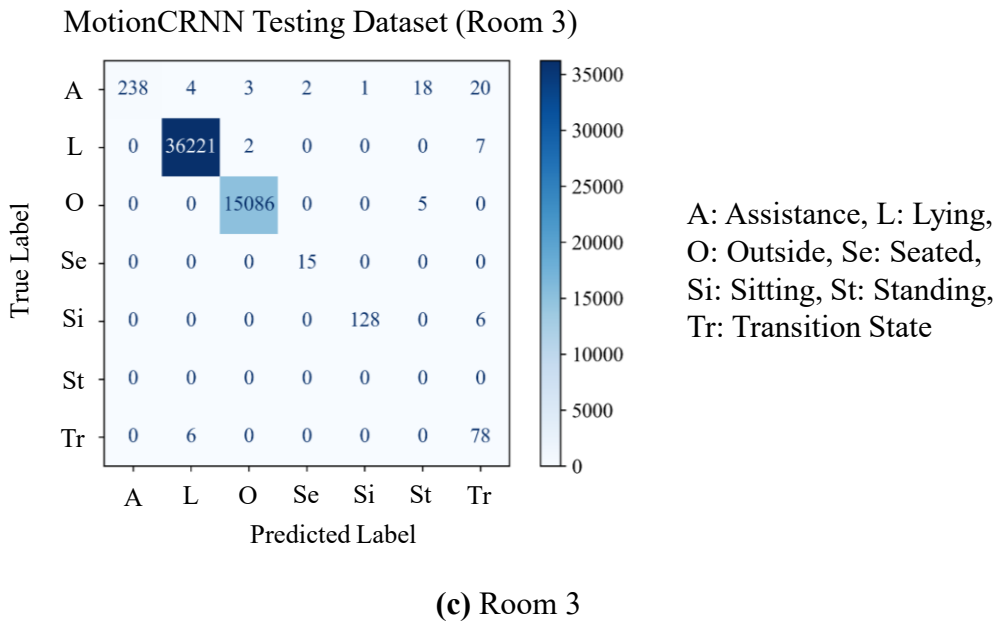 MotionCRNN Testing Dataset (Room 3)
A 238 4 3 2 1 18 20
L 0 36221 2 0 0 0 7
O 0 0 15086 0 0 5 0
Se 0 0 0 15 0 0 0
Si 0 0 0 0 128 0 6
St 0 0 0 0 0 0 0
Tr 0 6 0 0 0 0 78
A L O Se Si St Tr
True Label
Predicted Label
35000
30000
25000
20000
15000
10000
5000
0
A: Assistance, L: Lying,
O: Outside, Se: Seated,
Si: Sitting, St: Standing,
Tr: Transition State
(c) Room 3